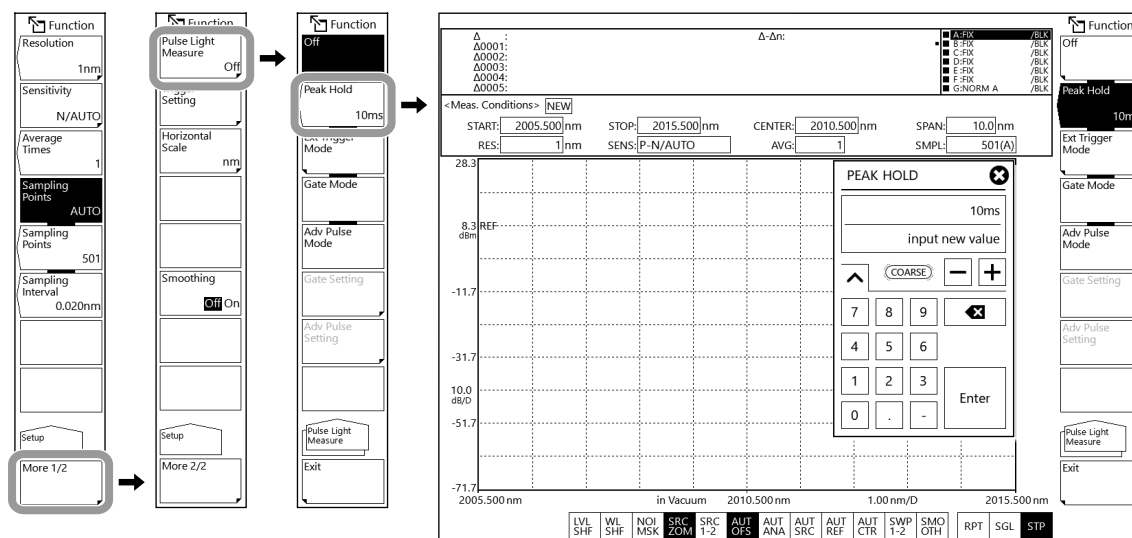 Function
Resolution
1nm
Sensitivity
N/AUTO
Average
Times
1
Sampling
Points
AUTO
Sampling
Points
501
Sampling
Interval
0.020nm
Setup
More 1/2
Function
Pulse Light
Measure
Off
Setting
Horizontal
Scale
nm
Smoothing
Off On
Setup
More 2/2
Function
Off
Peak Hold
10ms
Ext Trigger
Mode
Gate Mode
Adv Pulse
Mode
Gate Setting
Adv Pulse
Setting
Pulse Light
Measure
Exit
Δ :
Δ0001:
Δ0002:
Δ0003:
Δ0004:
Δ0005:
Δ-Δn:
A:FIX /BLK
B:FIX /BLK
C:FIX /BLK
D:FIX /BLK
E:FIX /BLK
F:FIX /BLK
G:NORM A /BLK
<Meas. Conditions> NEW
START: 2005.500 nm STOP: 2015.500 nm CENTER: 2010.500 nm SPAN: 10.0 nm
RES: 1 nm SENS: P-N/AUTO AVG: 1 SMPL: 501(A)
28.3
8.3 REF
dBm
-11.7
-31.7
10.0
dB/D
-51.7
-71.7
2005.500 nm in Vacuum 2010.500 nm 1.00 nm/D 2015.500 nm
PEAK HOLD
10ms
input new value
COARSE
7 8 9
4 5 6
1 2 3
Enter
0 . -
LVL SHF WL SHF NOI MSK SRC ZOM SRC 1-2 AUT OFS AUT ANA AUT SRC AUT REF AUT CTR SWP 1-2 SMO OTH RPT SGL STP
Function
Off
Peak Hold
10m
Ext Trigger
Mode
Gate Mode
Adv Pulse
Mode
Gate Setting
Adv Pulse
Setting
Pulse Light
Measure
Exit